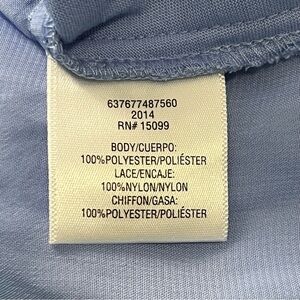 637677487560
2014
RN# 15099
BODY/CUERPO:
100%POLYESTER/POLIÉSTER
LACE/ENCAJE:
100%NYLON/NYLON
CHIFFON/GASA:
100%POLYESTER/POLIÉSTER